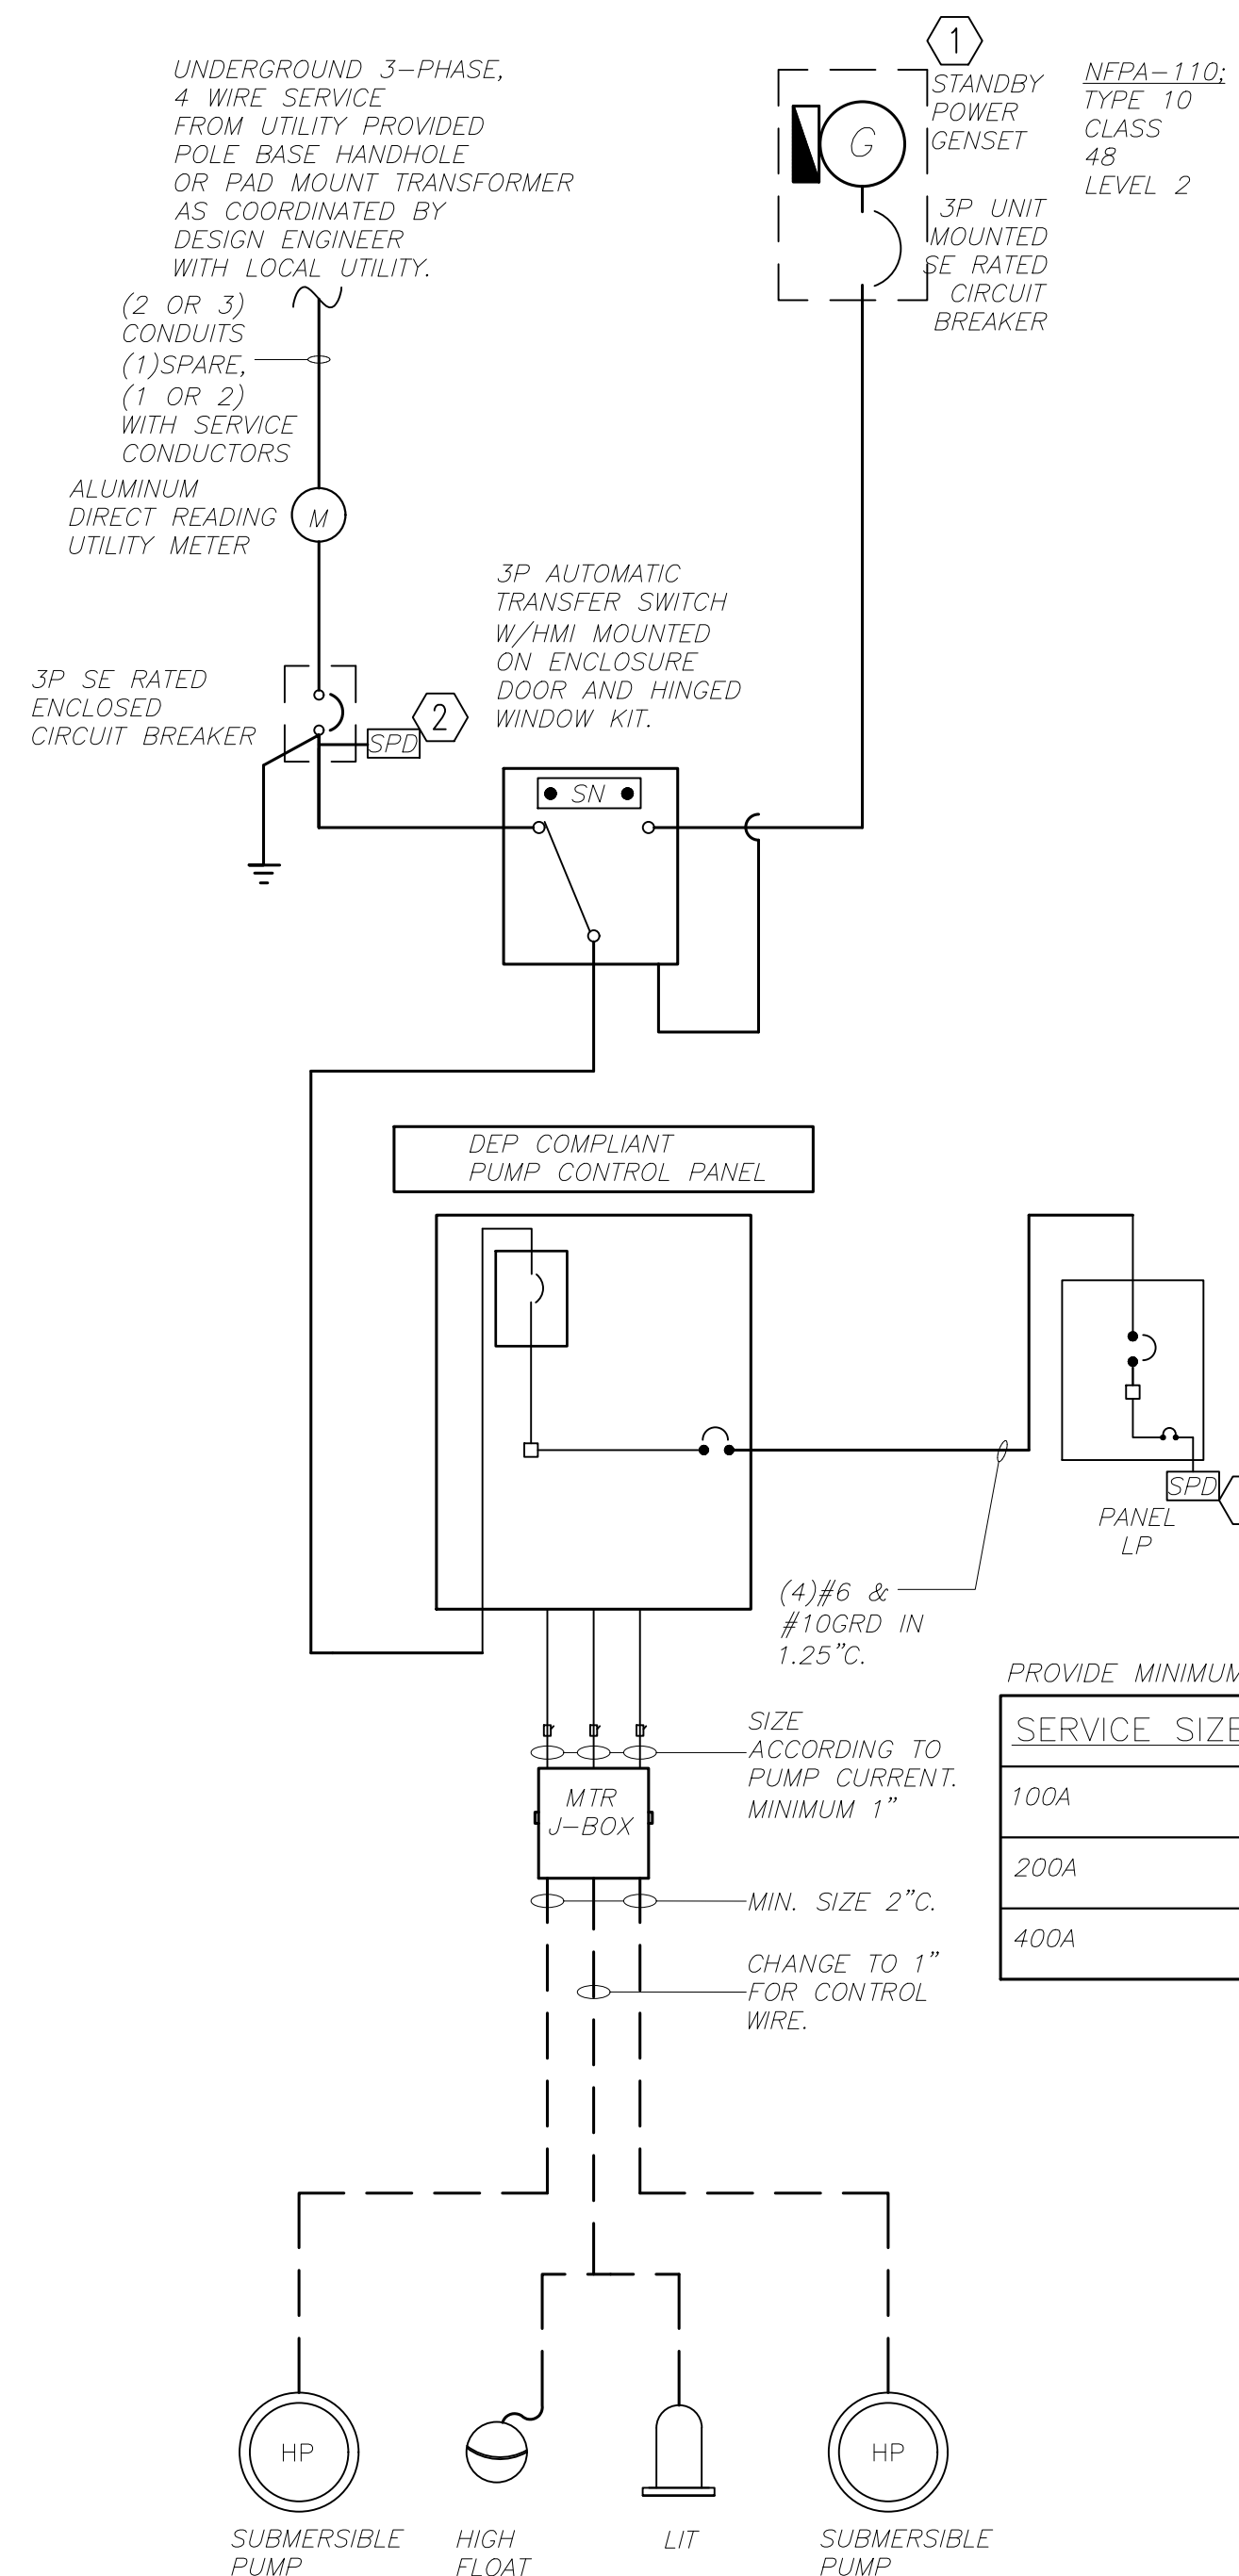 1
UNDERGROUND 3-PHASE,
4 WIRE SERVICE
FROM UTILITY PROVIDED
POLE BASE HANDHOLE
OR PAD MOUNT TRANSFORMER
AS COORDINATED BY
DESIGN ENGINEER
WITH LOCAL UTILITY.
G
STANDBY
POWER
GENSET
NFPA-110;
TYPE 10
CLASS
48
LEVEL 2
3P UNIT
MOUNTED
SE RATED
CIRCUIT
BREAKER
(2 OR 3)
CONDUITS
(1)SPARE,
(1 OR 2)
WITH SERVICE
CONDUCTORS
ALUMINUM
DIRECT READING
UTILITY METER
M
3P AUTOMATIC
TRANSFER SWITCH
W/HMI MOUNTED
ON ENCLOSURE
DOOR AND HINGED
WINDOW KIT.
3P SE RATED
ENCLOSED
CIRCUIT BREAKER
2
SPD
SN
DEP COMPLIANT
PUMP CONTROL PANEL
SPD
PANEL
LP
(4)#6 &
#10GRD IN
1.25"C.
PROVIDE MINIMUM
SERVICE SIZE
100A
200A
400A
SIZE
ACCORDING TO
PUMP CURRENT.
MINIMUM 1"
MTR
J-BOX
MIN. SIZE 2"C.
CHANGE TO 1"
FOR CONTROL
WIRE.
HP
HP
SUBMERSIBLE
PUMP
HIGH
FLOAT
LIT
SUBMERSIBLE
PUMP